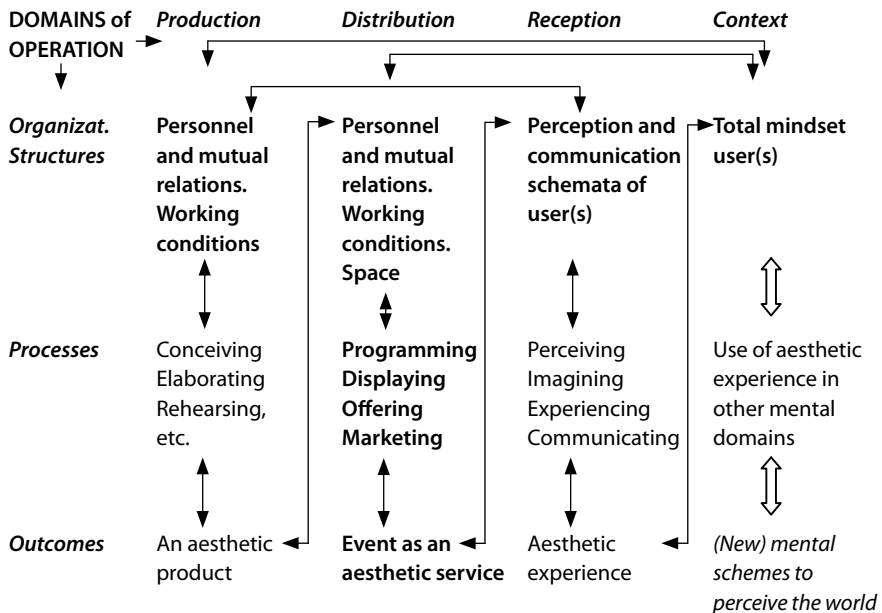 DOMAINS of
OPERATION
Production
Distribution
Reception
Context
Organizat.
Structures
Personnel
and mutual
relations.
Working
conditions
Personnel
and mutual
relations.
Working
conditions.
Space
Perception and
communication
schemata of
user(s)
Total mindset
user(s)
Processes
Conceiving
Elaborating
Rehearsing,
etc.
Programming
Displaying
Offering
Marketing
Perceiving
Imagining
Experiencing
Communicating
Use of aesthetic
experience in
other mental
domains
Outcomes
An aesthetic
product
Event as an
aesthetic service
Aesthetic
experience
(New) mental
schemes to
perceive the world